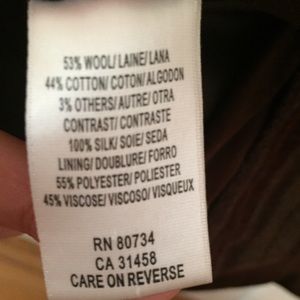 53% WOOL/ LAINE/ LANA
44% COTTON/ COTON/ ALGODON
3% OTHERS/ AUTRE/ OTRA
CONTRAST/ CONTRASTE
100% SILK/ SOIE/ SEDA
LINING/ DOUBLURE/ FORRO
55% POLYESTER/ POLIESTER
45% VISCOSE/ VISCOSO/ VISQUEUX
RN 80734
CA 31458
CARE ON REVERSE